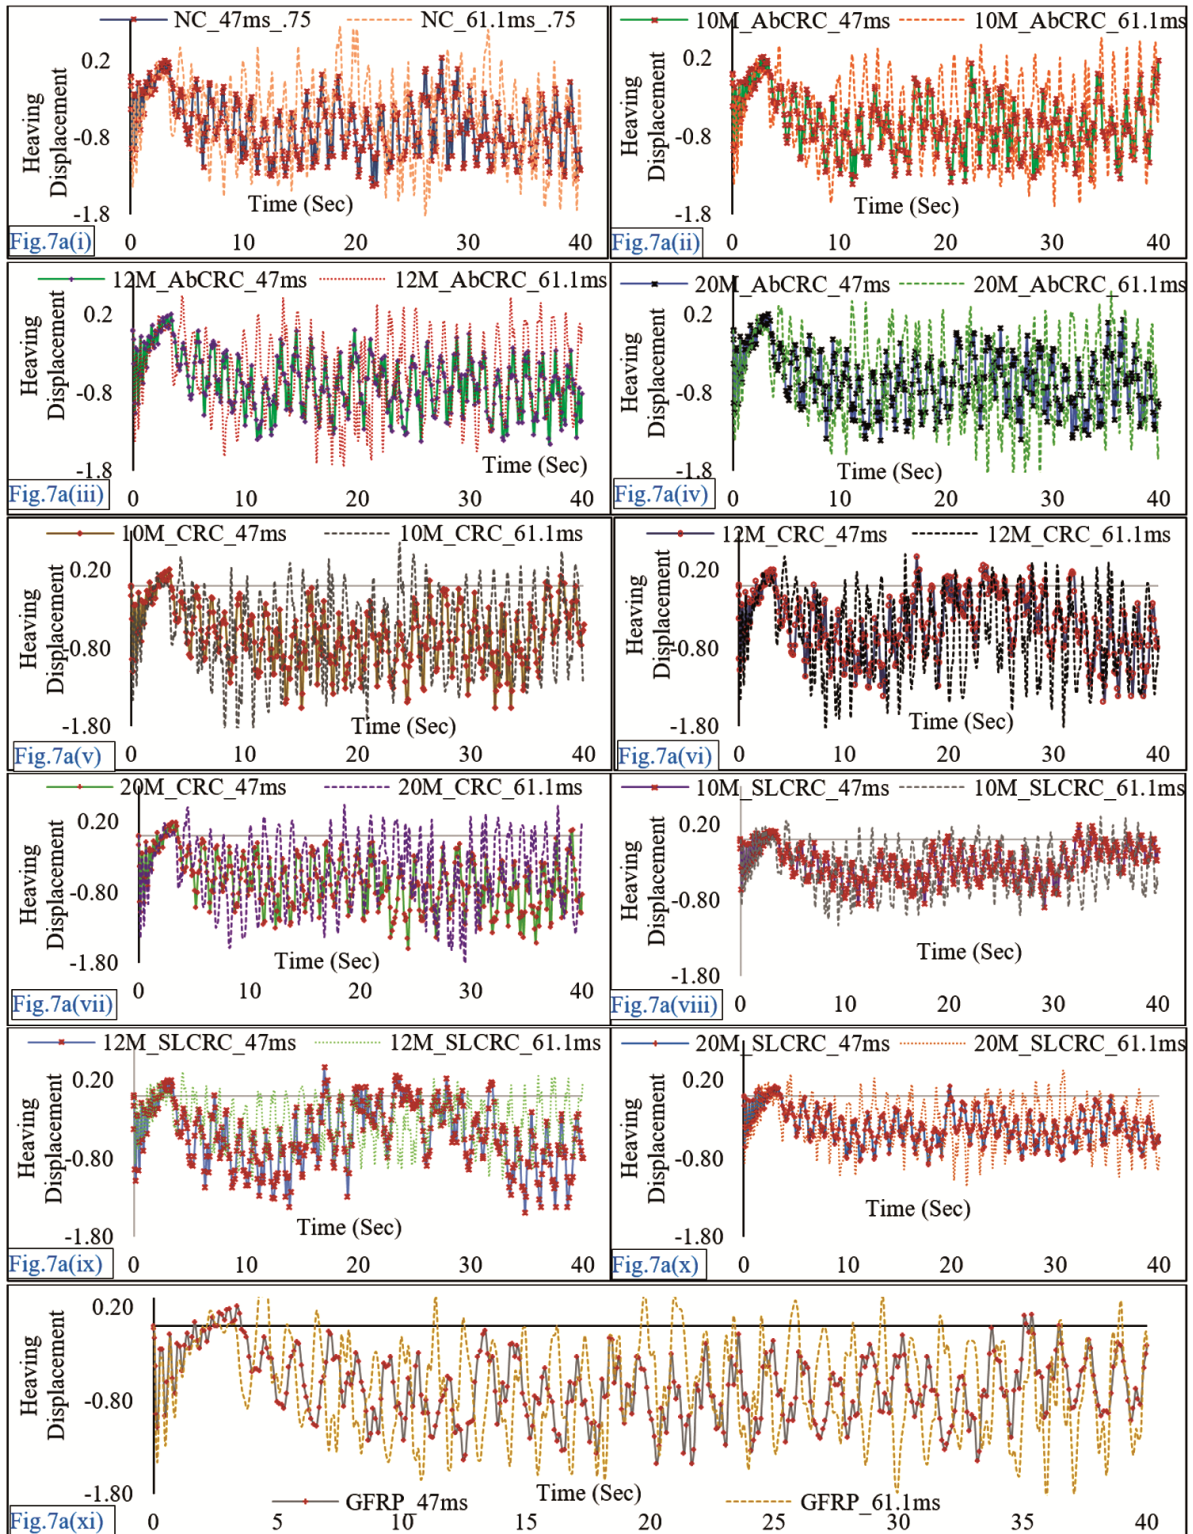 NC_47ms_.75 NC_61.1ms_.75
0.2
-0.8
-1.8
Heaving
Displacement
Time (Sec)
0 10 20 30 40
Fig.7a(i)
10M_AbCRC_47ms 10M_AbCRC_61.1ms
0.2
-0.8
-1.8
Heaving
Displacement
Time (Sec)
0 10 20 30 40
Fig.7a(ii)
12M_AbCRC_47ms 12M_AbCRC_61.1ms
0.2
-0.8
-1.8
Heaving
Displacement
Time (Sec)
0 10 20 30 40
Fig.7a(iii)
20M_AbCRC_47ms 20M_AbCRC_61.1ms
0.2
-0.8
-1.8
Heaving
Displacement
Time (Sec)
0 10 20 30 40
Fig.7a(iv)
10M_CRC_47ms 10M_CRC_61.1ms
0.20
-0.80
-1.80
Heaving
Displacement
Time (Sec)
0 10 20 30 40
Fig.7a(v)
12M_CRC_47ms 12M_CRC_61.1ms
0.20
-0.80
-1.80
Heaving
Displacement
Time (Sec)
0 10 20 30 40
Fig.7a(vi)
20M_CRC_47ms 20M_CRC_61.1ms
0.20
-0.80
-1.80
Heaving
Displacement
Time (Sec)
0 10 20 30 40
Fig.7a(vii)
10M_SLCRC_47ms 10M_SLCRC_61.1ms
0.20
-0.80
-1.80
Heaving
Displacement
Time (Sec)
0 10 20 30 40
Fig.7a(viii)
12M_SLCRC_47ms 12M_SLCRC_61.1ms
0.20
-0.80
-1.80
Heaving
Displacement
Time (Sec)
0 10 20 30 40
Fig.7a(ix)
20M_SLCRC_47ms 20M_SLCRC_61.1ms
0.20
-0.80
-1.80
Heaving
Displacement
Time (Sec)
0 10 20 30 40
Fig.7a(x)
0.20
-0.80
-1.80
Heaving
Displacement
Time (Sec)
GFRP_47ms GFRP_61.1ms
0 5 10 15 20 25 30 35 40
Fig.7a(xi)